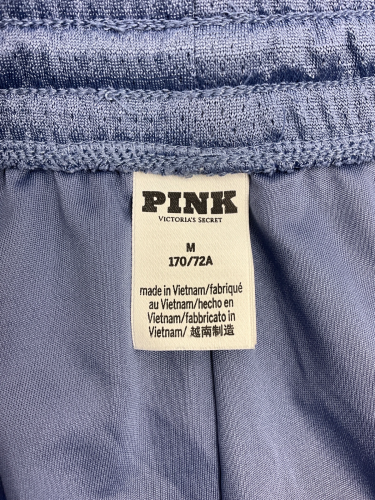 PINK
VICTORIA'S SECRET
M
170/72A
made in Vietnam/fabriqué
au Vietnam/hecho en
Vietnam/fabbricato in
Vietnam/ 越南制造